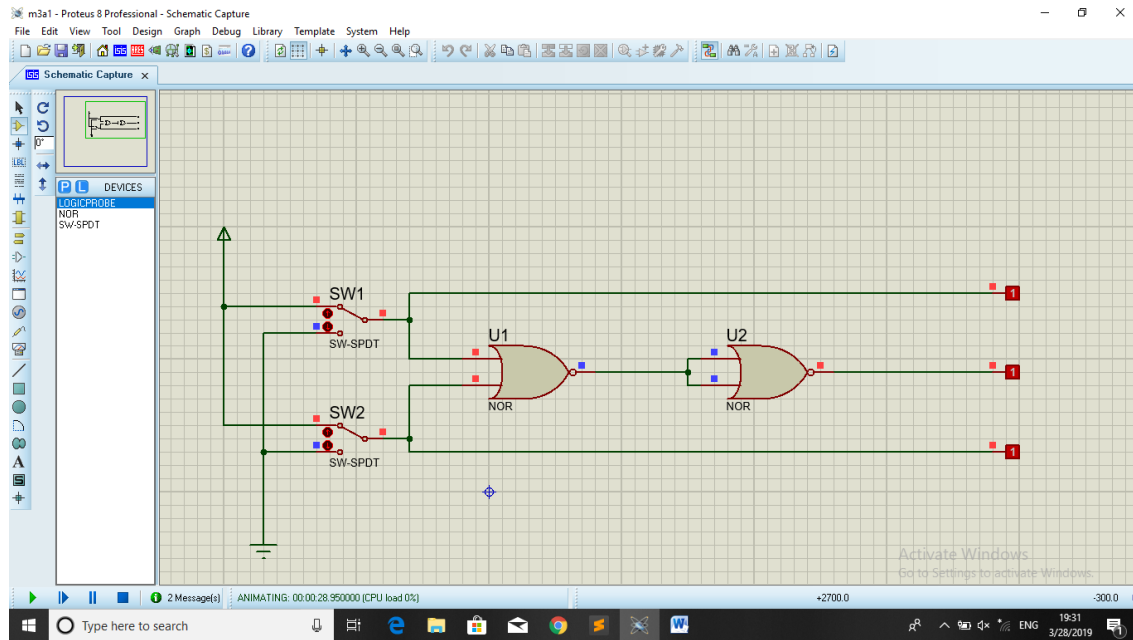 m3a1 - Proteus 8 Professional - Schematic Capture
File Edit View Tool Design Graph Debug Library Template System Help
Schematic Capture x
0°
LBL
P L DEVICES
LOGICPROBE
NOR
SW-SPDT
SW1
1
SW-SPDT
U1
U2
1
NOR
NOR
SW2
1
SW-SPDT
A
S
Activate Windows
Go to Settings to activate Windows.
2 Message(s) ANIMATING: 00:00:28.950000 (CPU load 0%) +2700.0 -300.0
Type here to search
ENG
19:31
3/28/2019
1